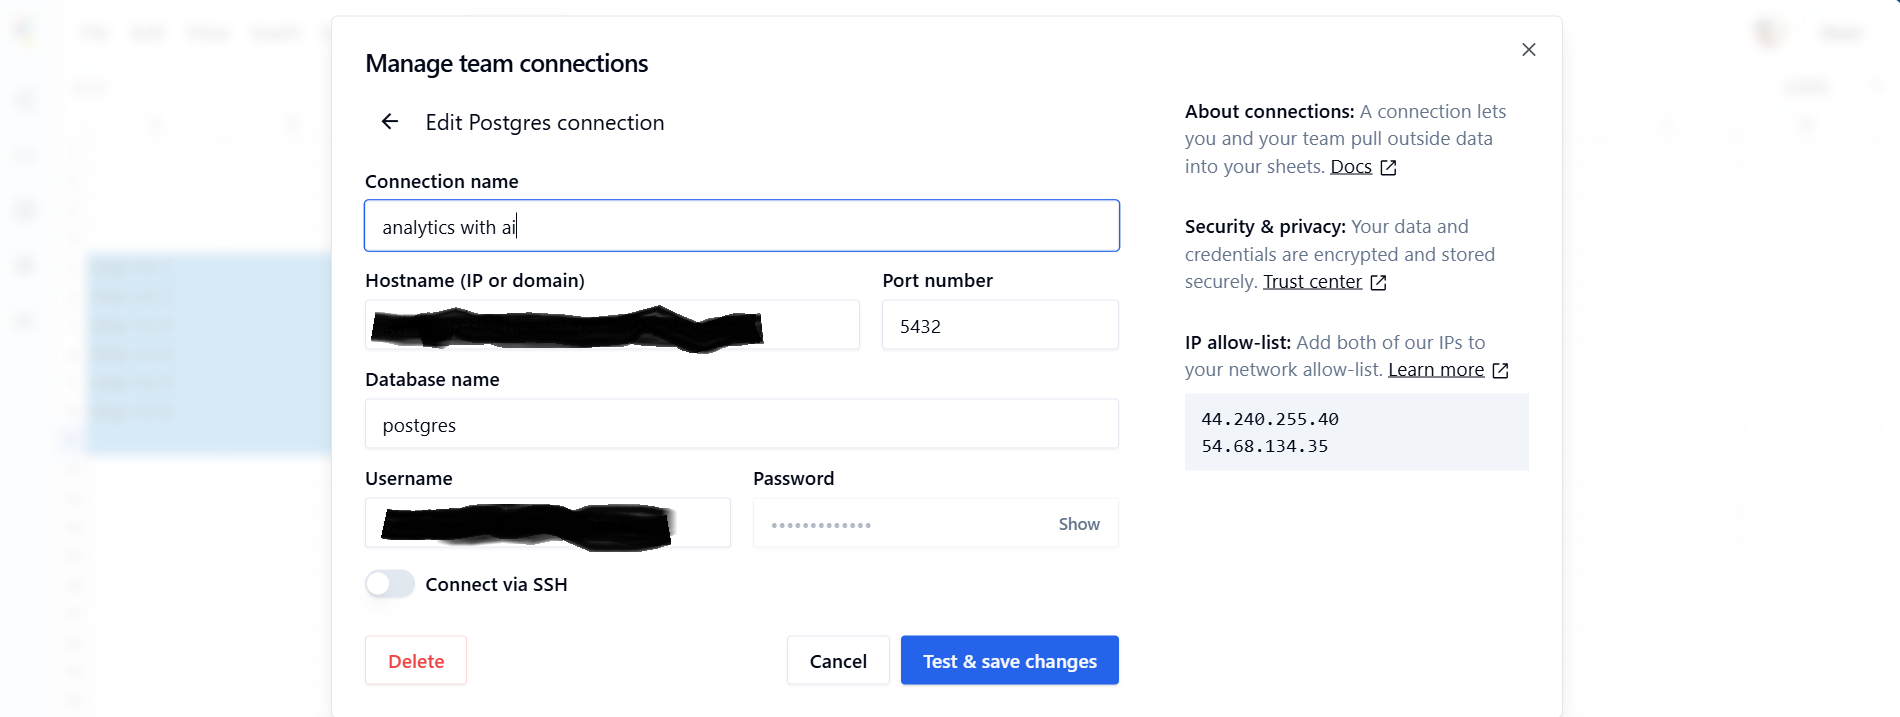 Manage team connections
Edit Postgres connection
Connection name
analytics with ai
Hostname (IP or domain)
Port number
5432
Database name
postgres
Username
Password
•••••••••••••
Show
Connect via SSH
Delete
Cancel
Test & save changes
About connections: A connection lets
you and your team pull outside data
into your sheets. Docs
Security & privacy: Your data and
credentials are encrypted and stored
securely. Trust center
IP allow-list: Add both of our IPs to
your network allow-list. Learn more
44.240.255.40
54.68.134.35